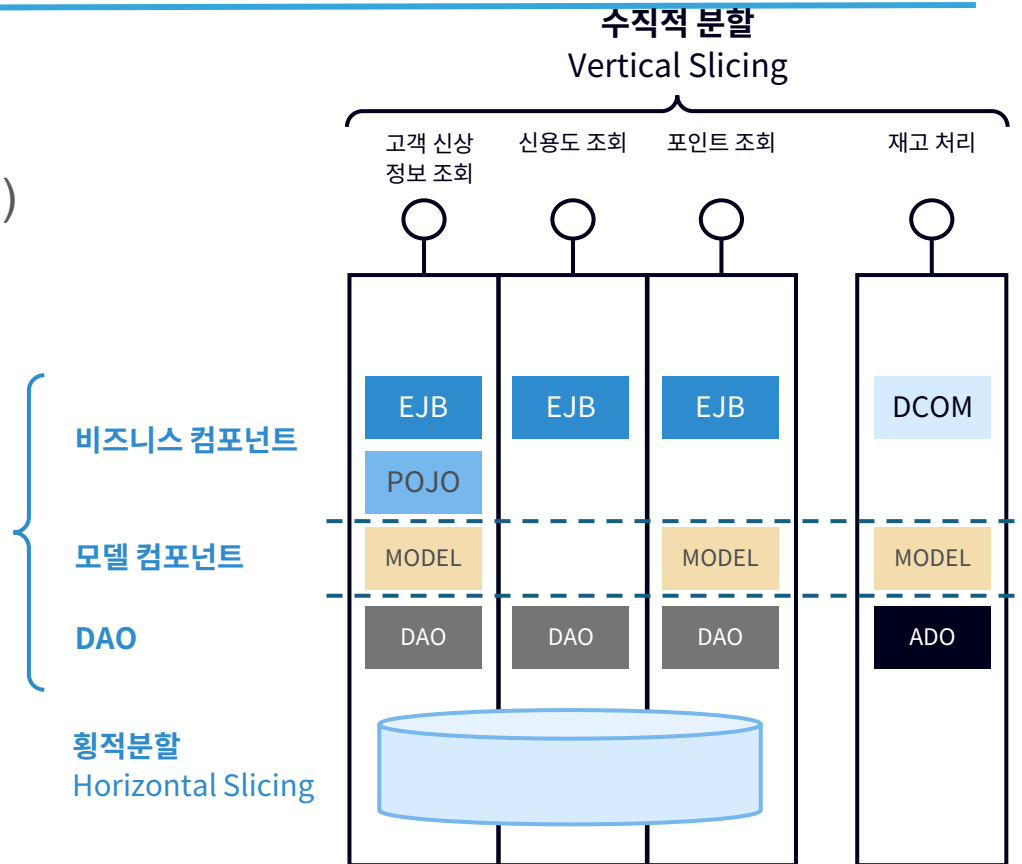 수직적 분할
Vertical Slicing
고객 신상
정보 조회
신용도 조회
포인트 조회
재고 처리
)
비즈니스 컴포넌트
EJB
EJB
EJB
DCOM
POJO
모델 컴포넌트
MODEL
MODEL
MODEL
DAO
DAO
DAO
DAO
ADO
횡적분할
Horizontal Slicing